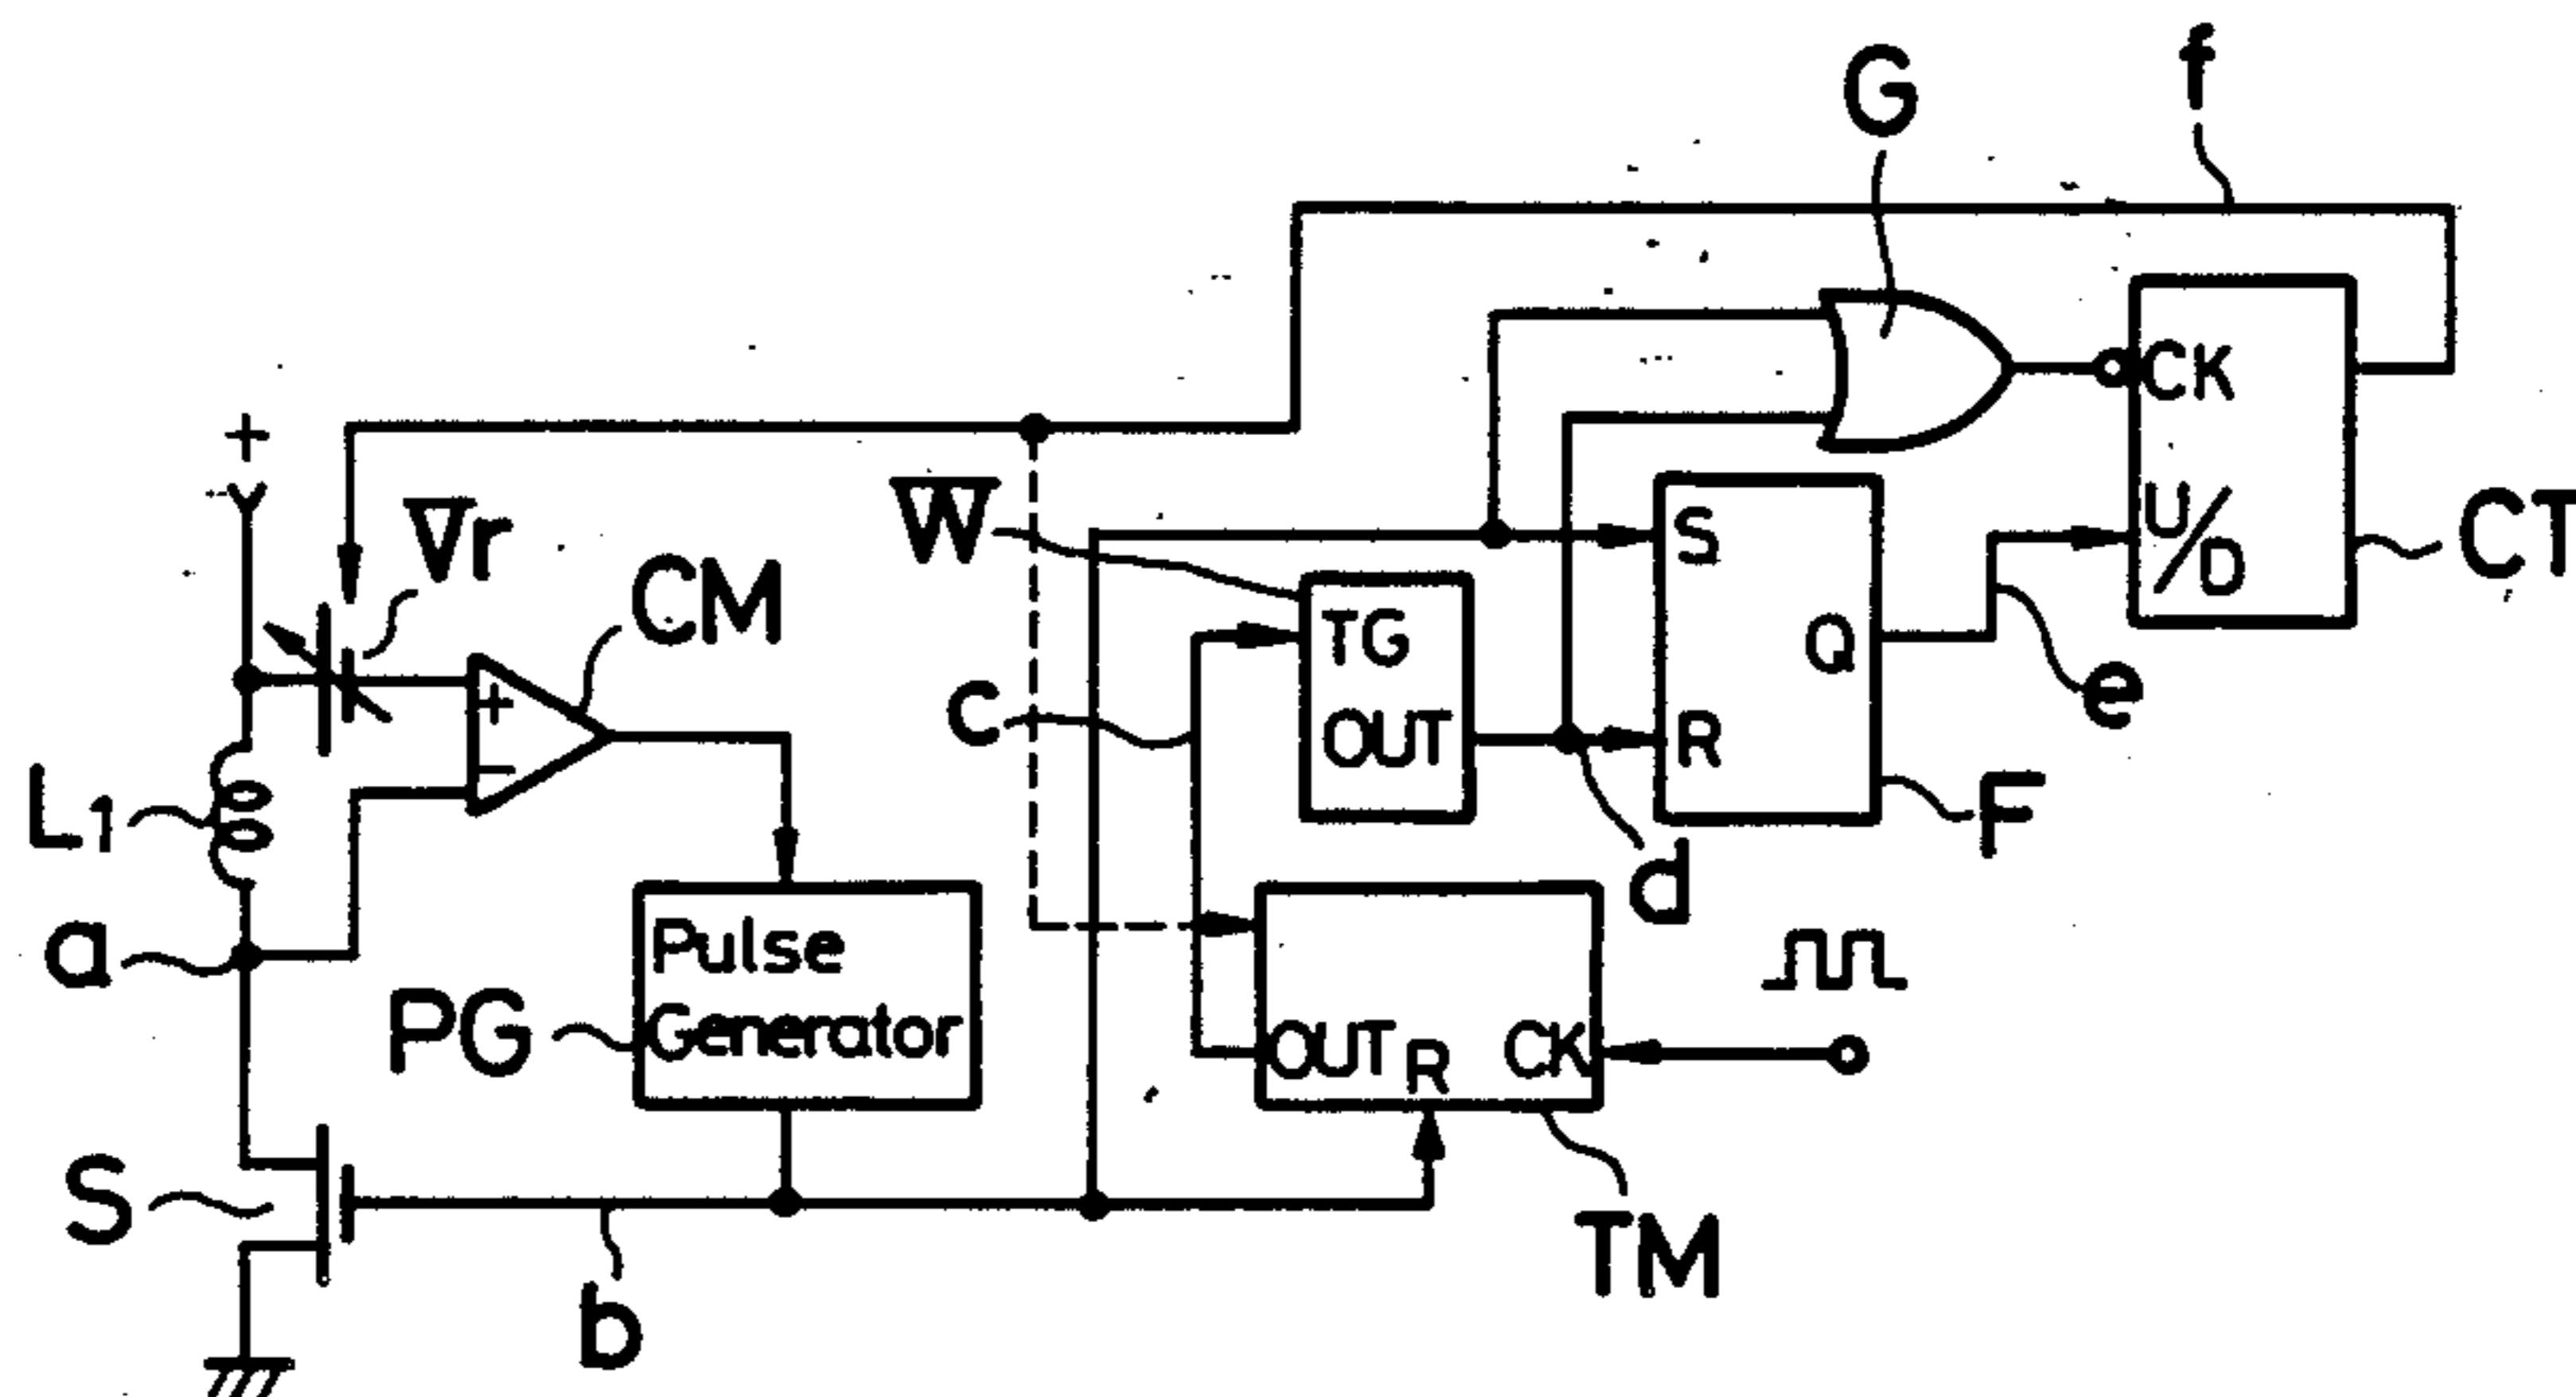 G
f
+
Vr
CM
W
CK
U/D
CT
S
Q
R
TG
OUT
C
e
F
d
+
−
L1
a
Pulse
Generator
PG
OUT
R
CK
TM
S
b